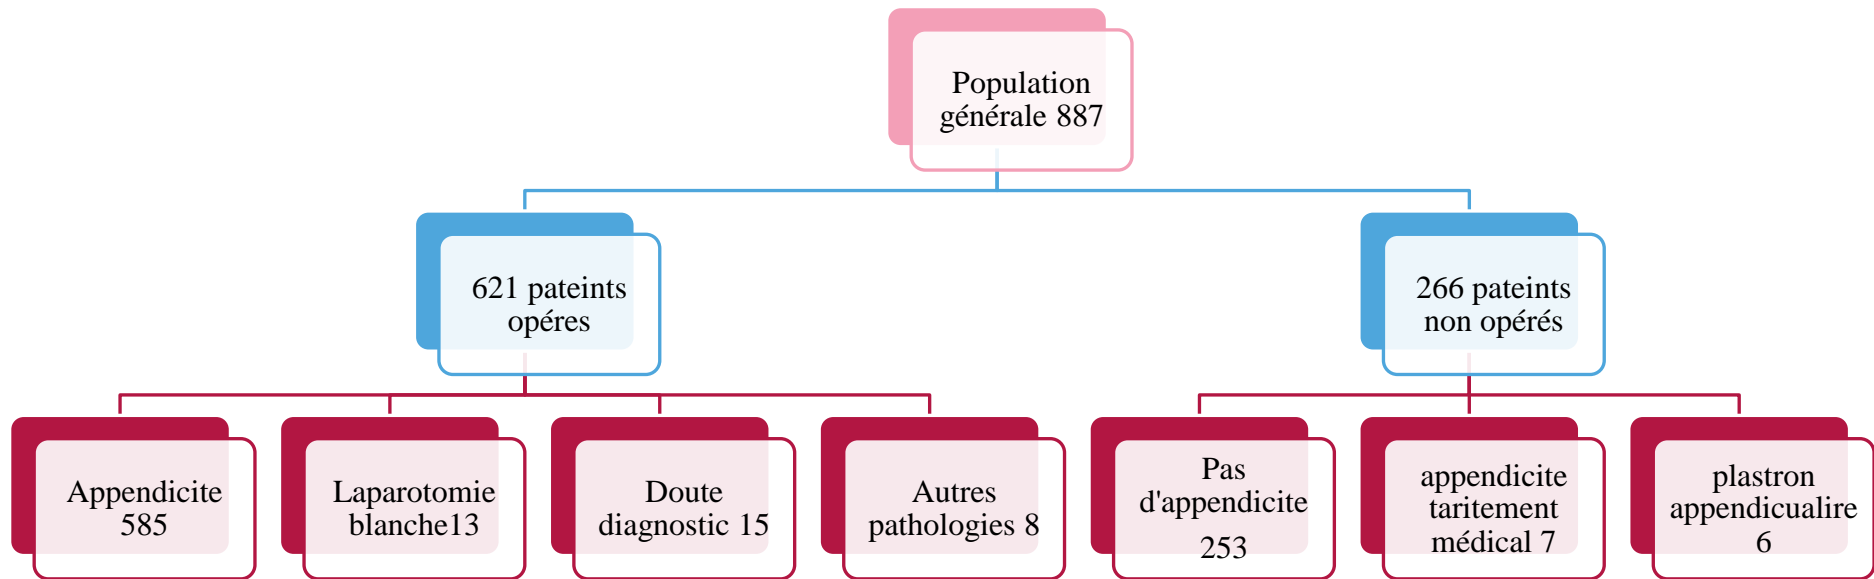 Population
générale 887
621 pateints
opéres
266 pateints
non opérés
Appendicite
585
Laparotomie
blanche13
Doute
diagnostic 15
Autres
pathologies 8
Pas
d'appendicite
253
appendicite
taritement
médical 7
plastron
appendicualire
6